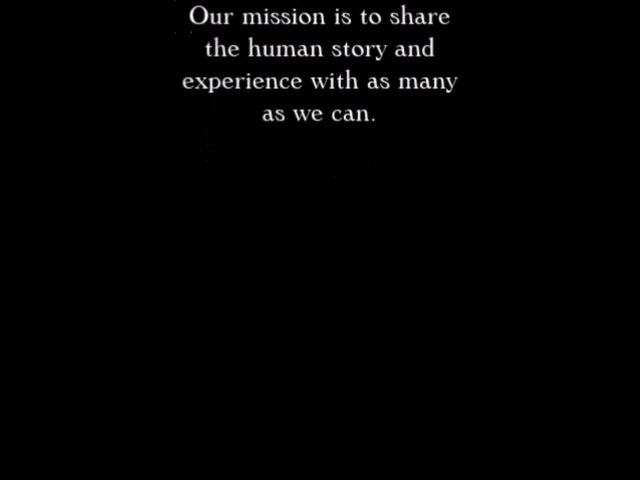 Our mission is to share
the human story and
experience with as many
as we can.